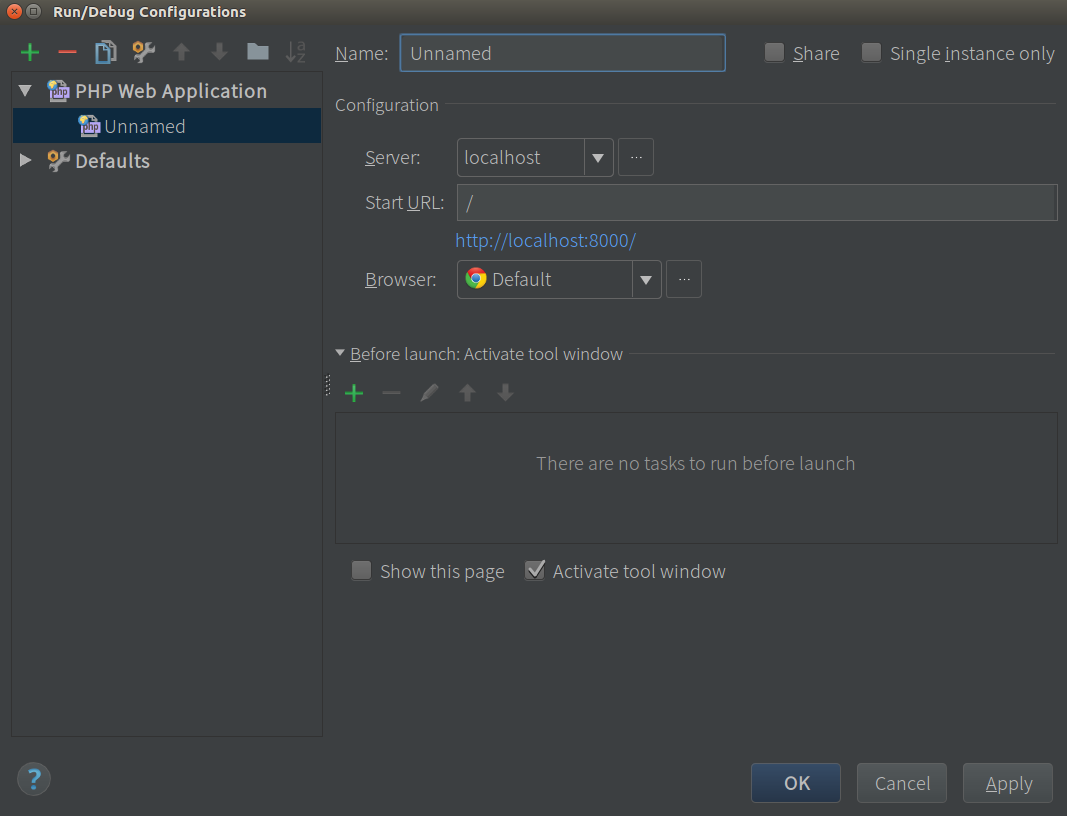 Run/Debug Configurations
Name: Unnamed Share Single instance only
PHP Web Application
Unnamed
Defaults
Configuration
Server: localhost ...
Start URL: /
http://localhost:8000/
Browser: Default ...
Before launch: Activate tool window
There are no tasks to run before launch
Show this page Activate tool window
? OK Cancel Apply